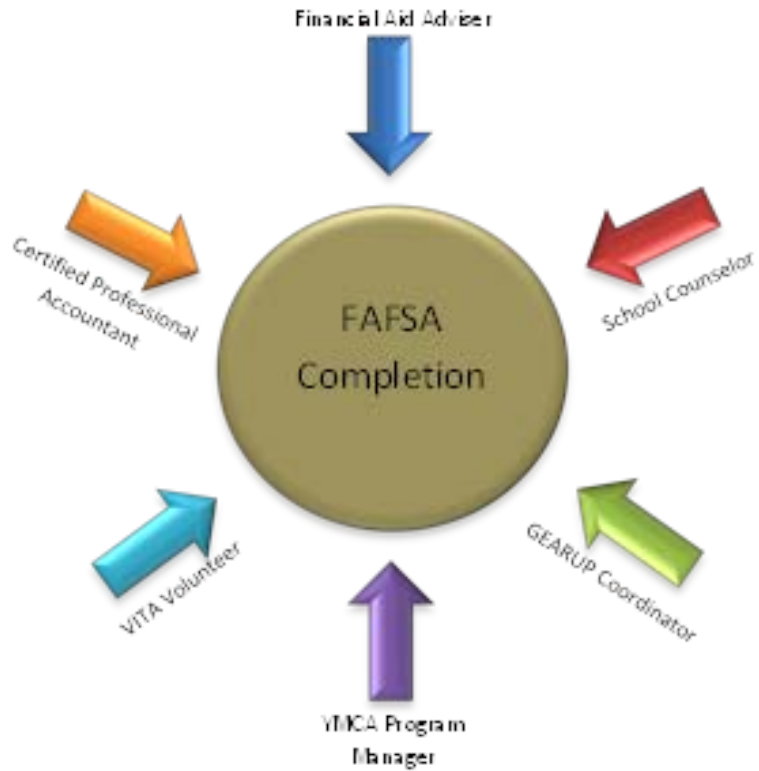 Financial Aid Adviser
Certified Professional
Accountant
School Counselor
FAFSA
Completion
VITA Volunteer
GEARUP Coordinator
YMCA Program
Manager